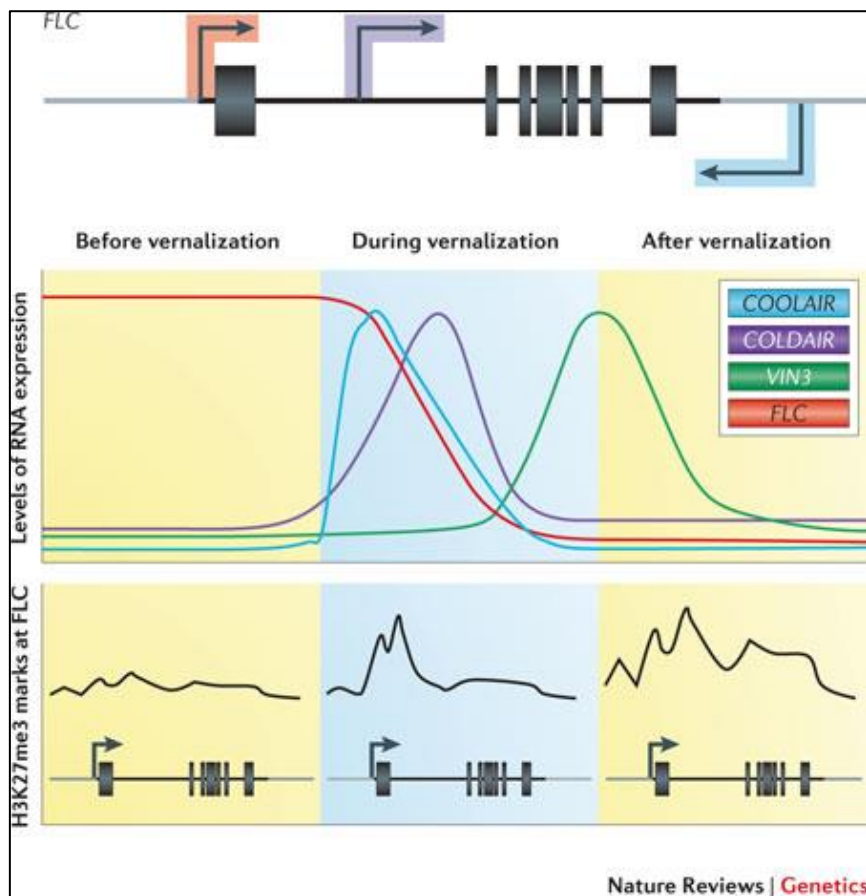 FLC
Before vernalization
During vernalization
After vernalization
Levels of RNA expression
COOLAIR
COLDAIR
VIN3
FLC
H3K27me3 marks at FLC
Nature Reviews | Genetics